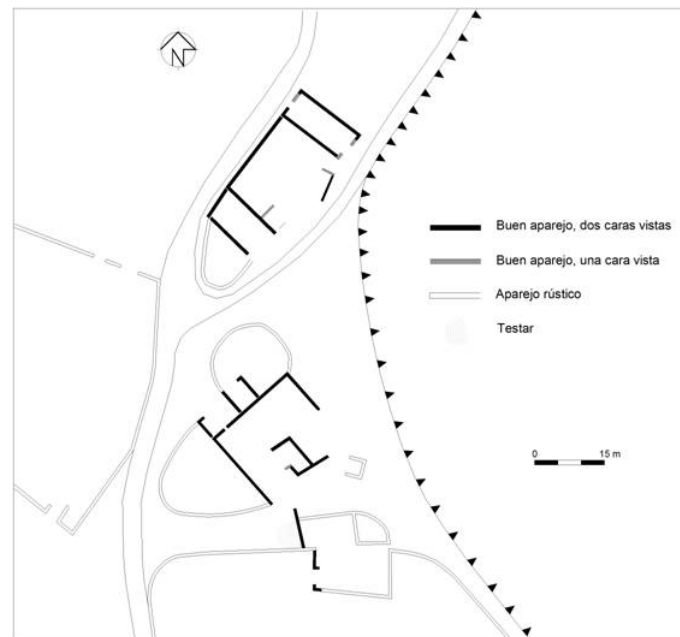 N
Buen aparejo, dos caras vistas
Buen aparejo, una cara vista
Aparejo rústico
Testar
0 15 m